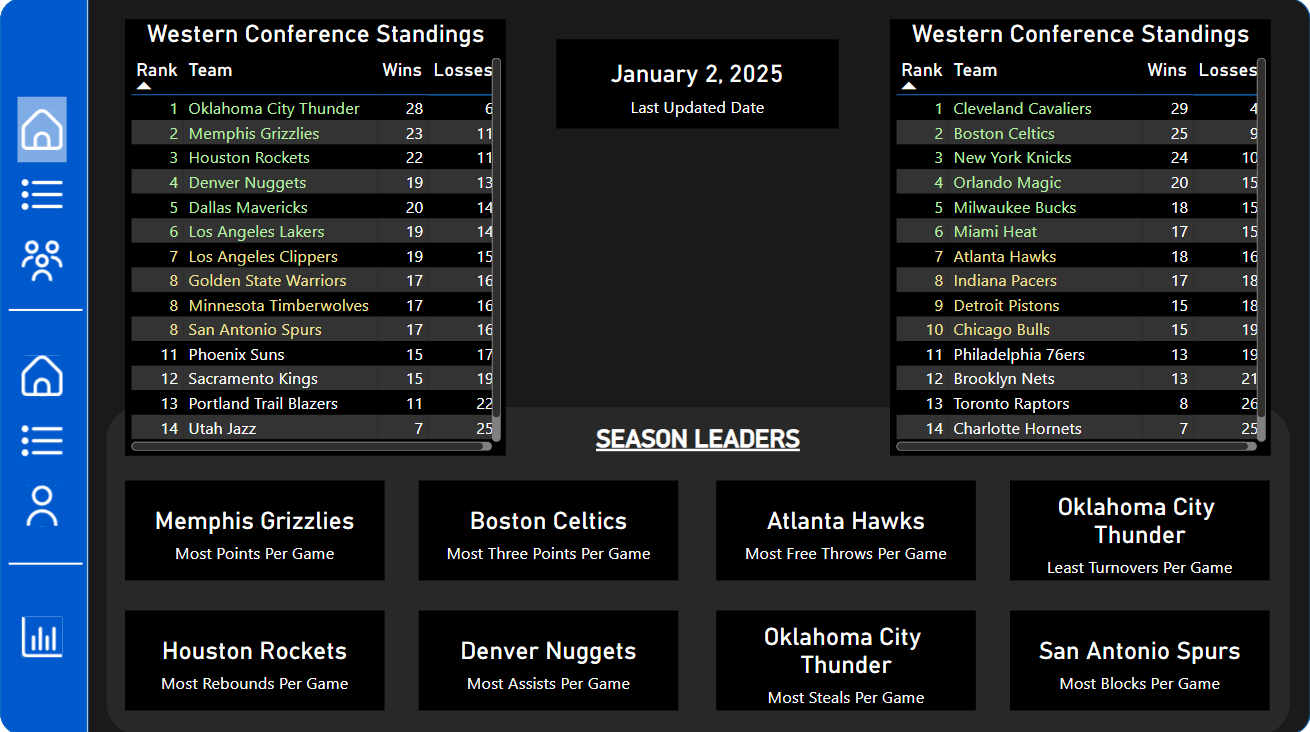 Western Conference Standings
Rank Team Wins Losses
1 Oklahoma City Thunder 28 6
2 Memphis Grizzlies 23 11
3 Houston Rockets 22 11
4 Denver Nuggets 19 13
5 Dallas Mavericks 20 14
6 Los Angeles Lakers 19 14
7 Los Angeles Clippers 19 15
8 Golden State Warriors 17 16
8 Minnesota Timberwolves 17 16
8 San Antonio Spurs 17 16
11 Phoenix Suns 15 17
12 Sacramento Kings 15 19
13 Portland Trail Blazers 11 22
14 Utah Jazz 7 25
January 2, 2025
Last Updated Date
Western Conference Standings
Rank Team Wins Losses
1 Cleveland Cavaliers 29 4
2 Boston Celtics 25 9
3 New York Knicks 24 10
4 Orlando Magic 20 15
5 Milwaukee Bucks 18 15
6 Miami Heat 17 15
7 Atlanta Hawks 18 16
8 Indiana Pacers 17 18
9 Detroit Pistons 15 18
10 Chicago Bulls 15 19
11 Philadelphia 76ers 13 19
12 Brooklyn Nets 13 21
13 Toronto Raptors 8 26
14 Charlotte Hornets 7 25
SEASON LEADERS
Memphis Grizzlies
Most Points Per Game
Boston Celtics
Most Three Points Per Game
Atlanta Hawks
Most Free Throws Per Game
Oklahoma City
Thunder
Least Turnovers Per Game
Houston Rockets
Most Rebounds Per Game
Denver Nuggets
Most Assists Per Game
Oklahoma City
Thunder
Most Steals Per Game
San Antonio Spurs
Most Blocks Per Game